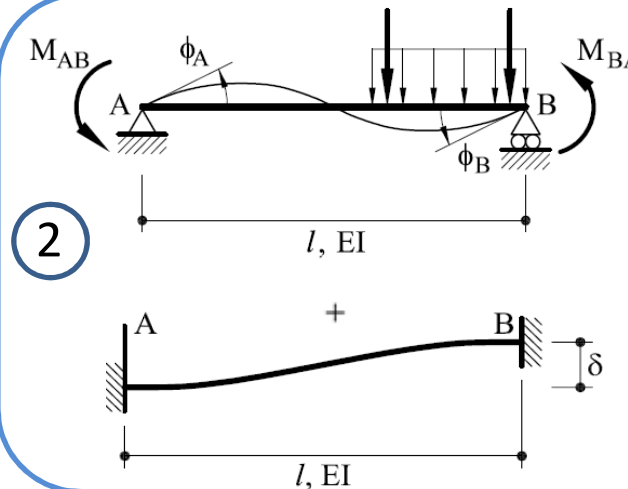 M_AB ϕ_A M_BA
A B
ϕ_B
l, EI
2
+
A B
δ
l, EI